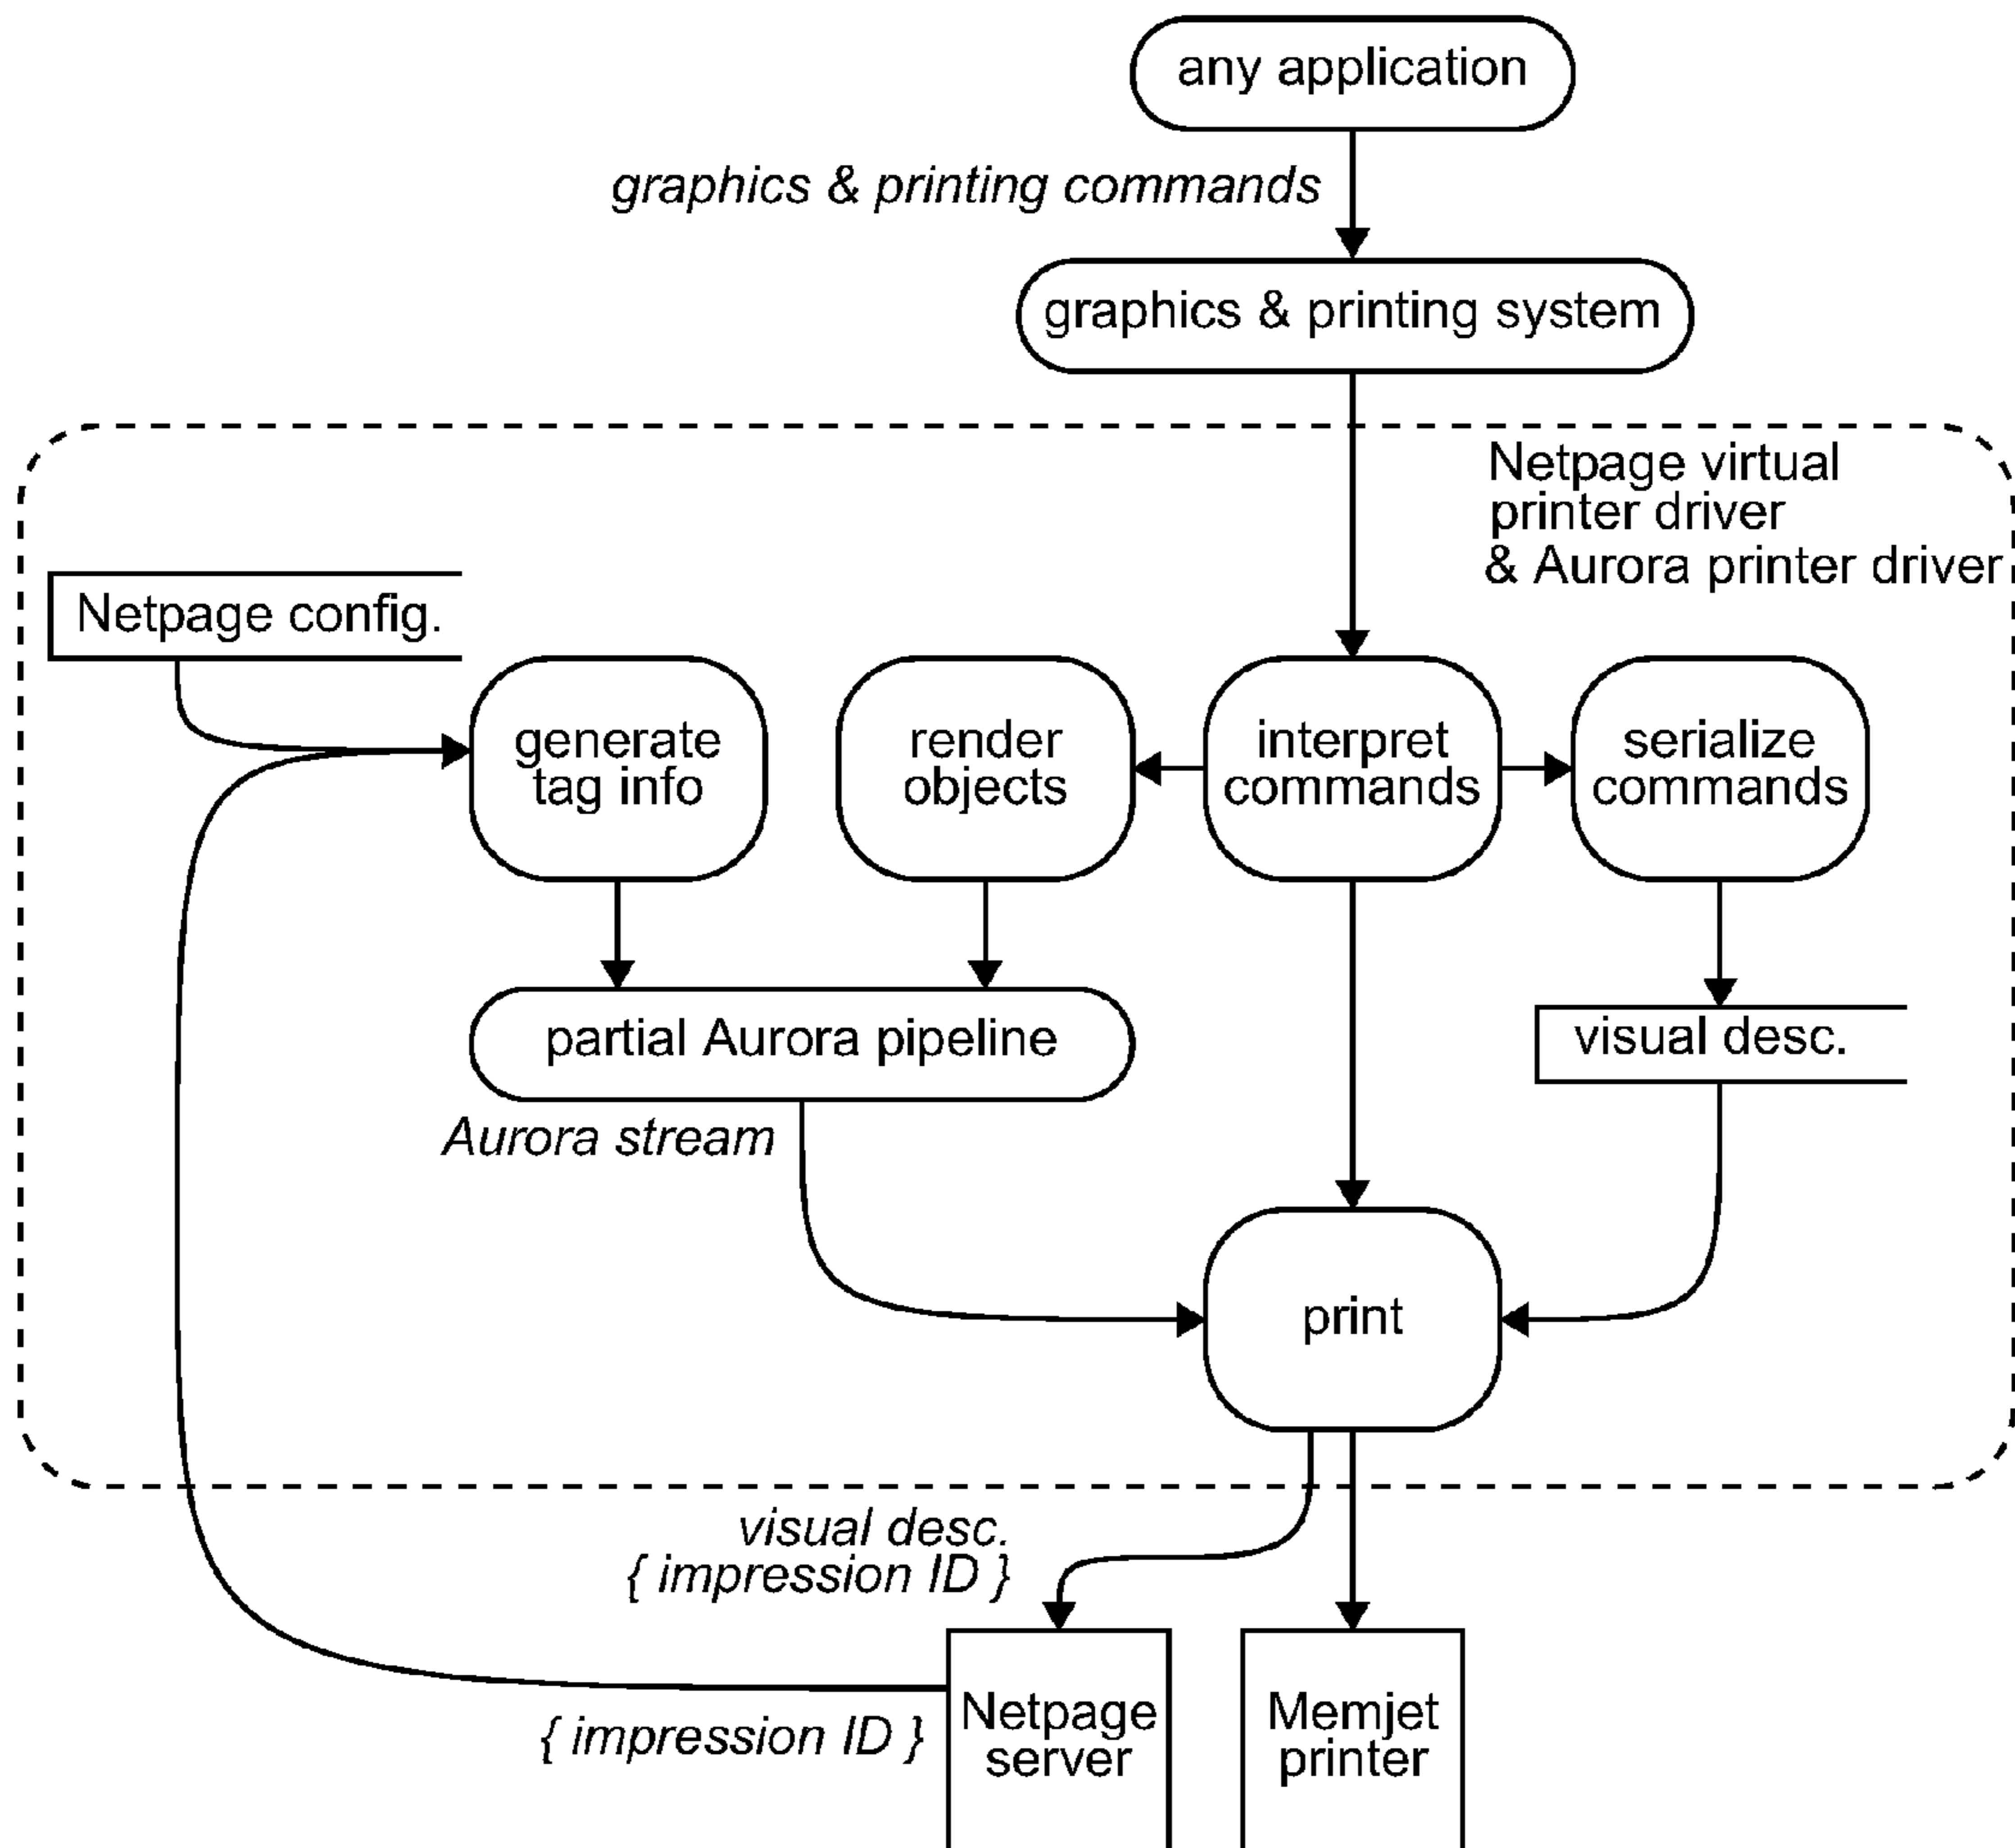 any application
graphics & printing commands
graphics & printing system
Netpage virtual
printer driver
& Aurora printer driver
Netpage config.
generate
tag info
render
objects
interpret
commands
serialize
commands
partial Aurora pipeline
visual desc.
Aurora stream
print
visual desc.
{ impression ID }
{ impression ID }
Netpage
server
Memjet
printer